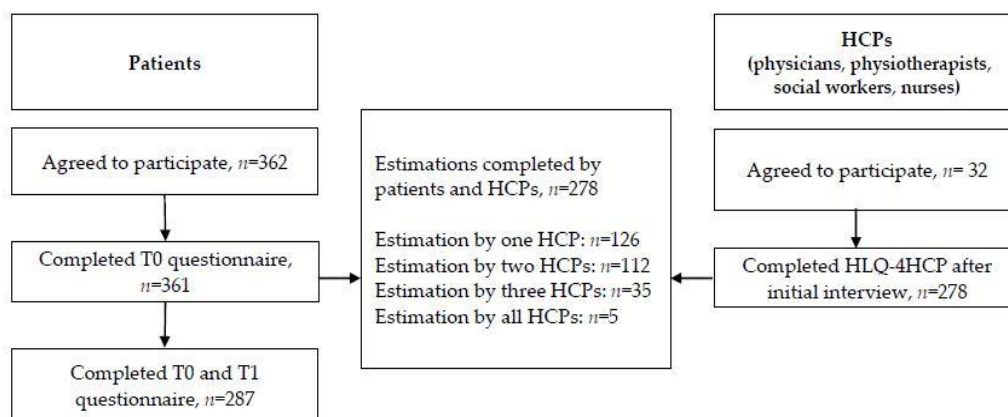 Patients
Agreed to participate, n=362
Completed T0 questionnaire,
n=361
Completed T0 and T1
questionnaire, n=287
Estimations completed by
patients and HCPs, n=278
Estimation by one HCP: n=126
Estimation by two HCPs: n=112
Estimation by three HCPs: n=35
Estimation by all HCPs: n=5
HCPs
(physicians, physiotherapists,
social workers, nurses)
Agreed to participate, n= 32
Completed HLQ-4HCP after
initial interview, n=278